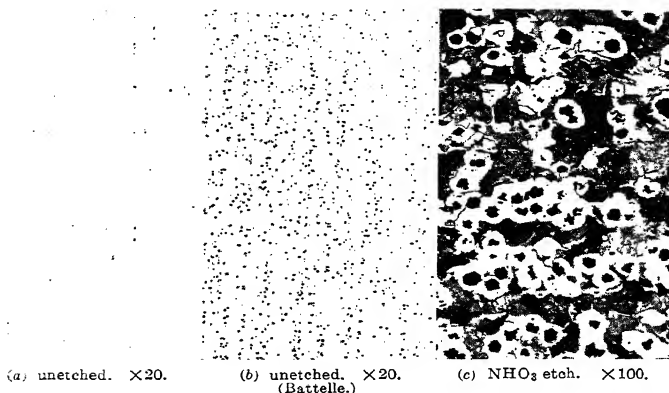 (a) unetched. ×20. (b) unetched. ×20. (c) NHO₃ etch. ×100.
(Battelle.)